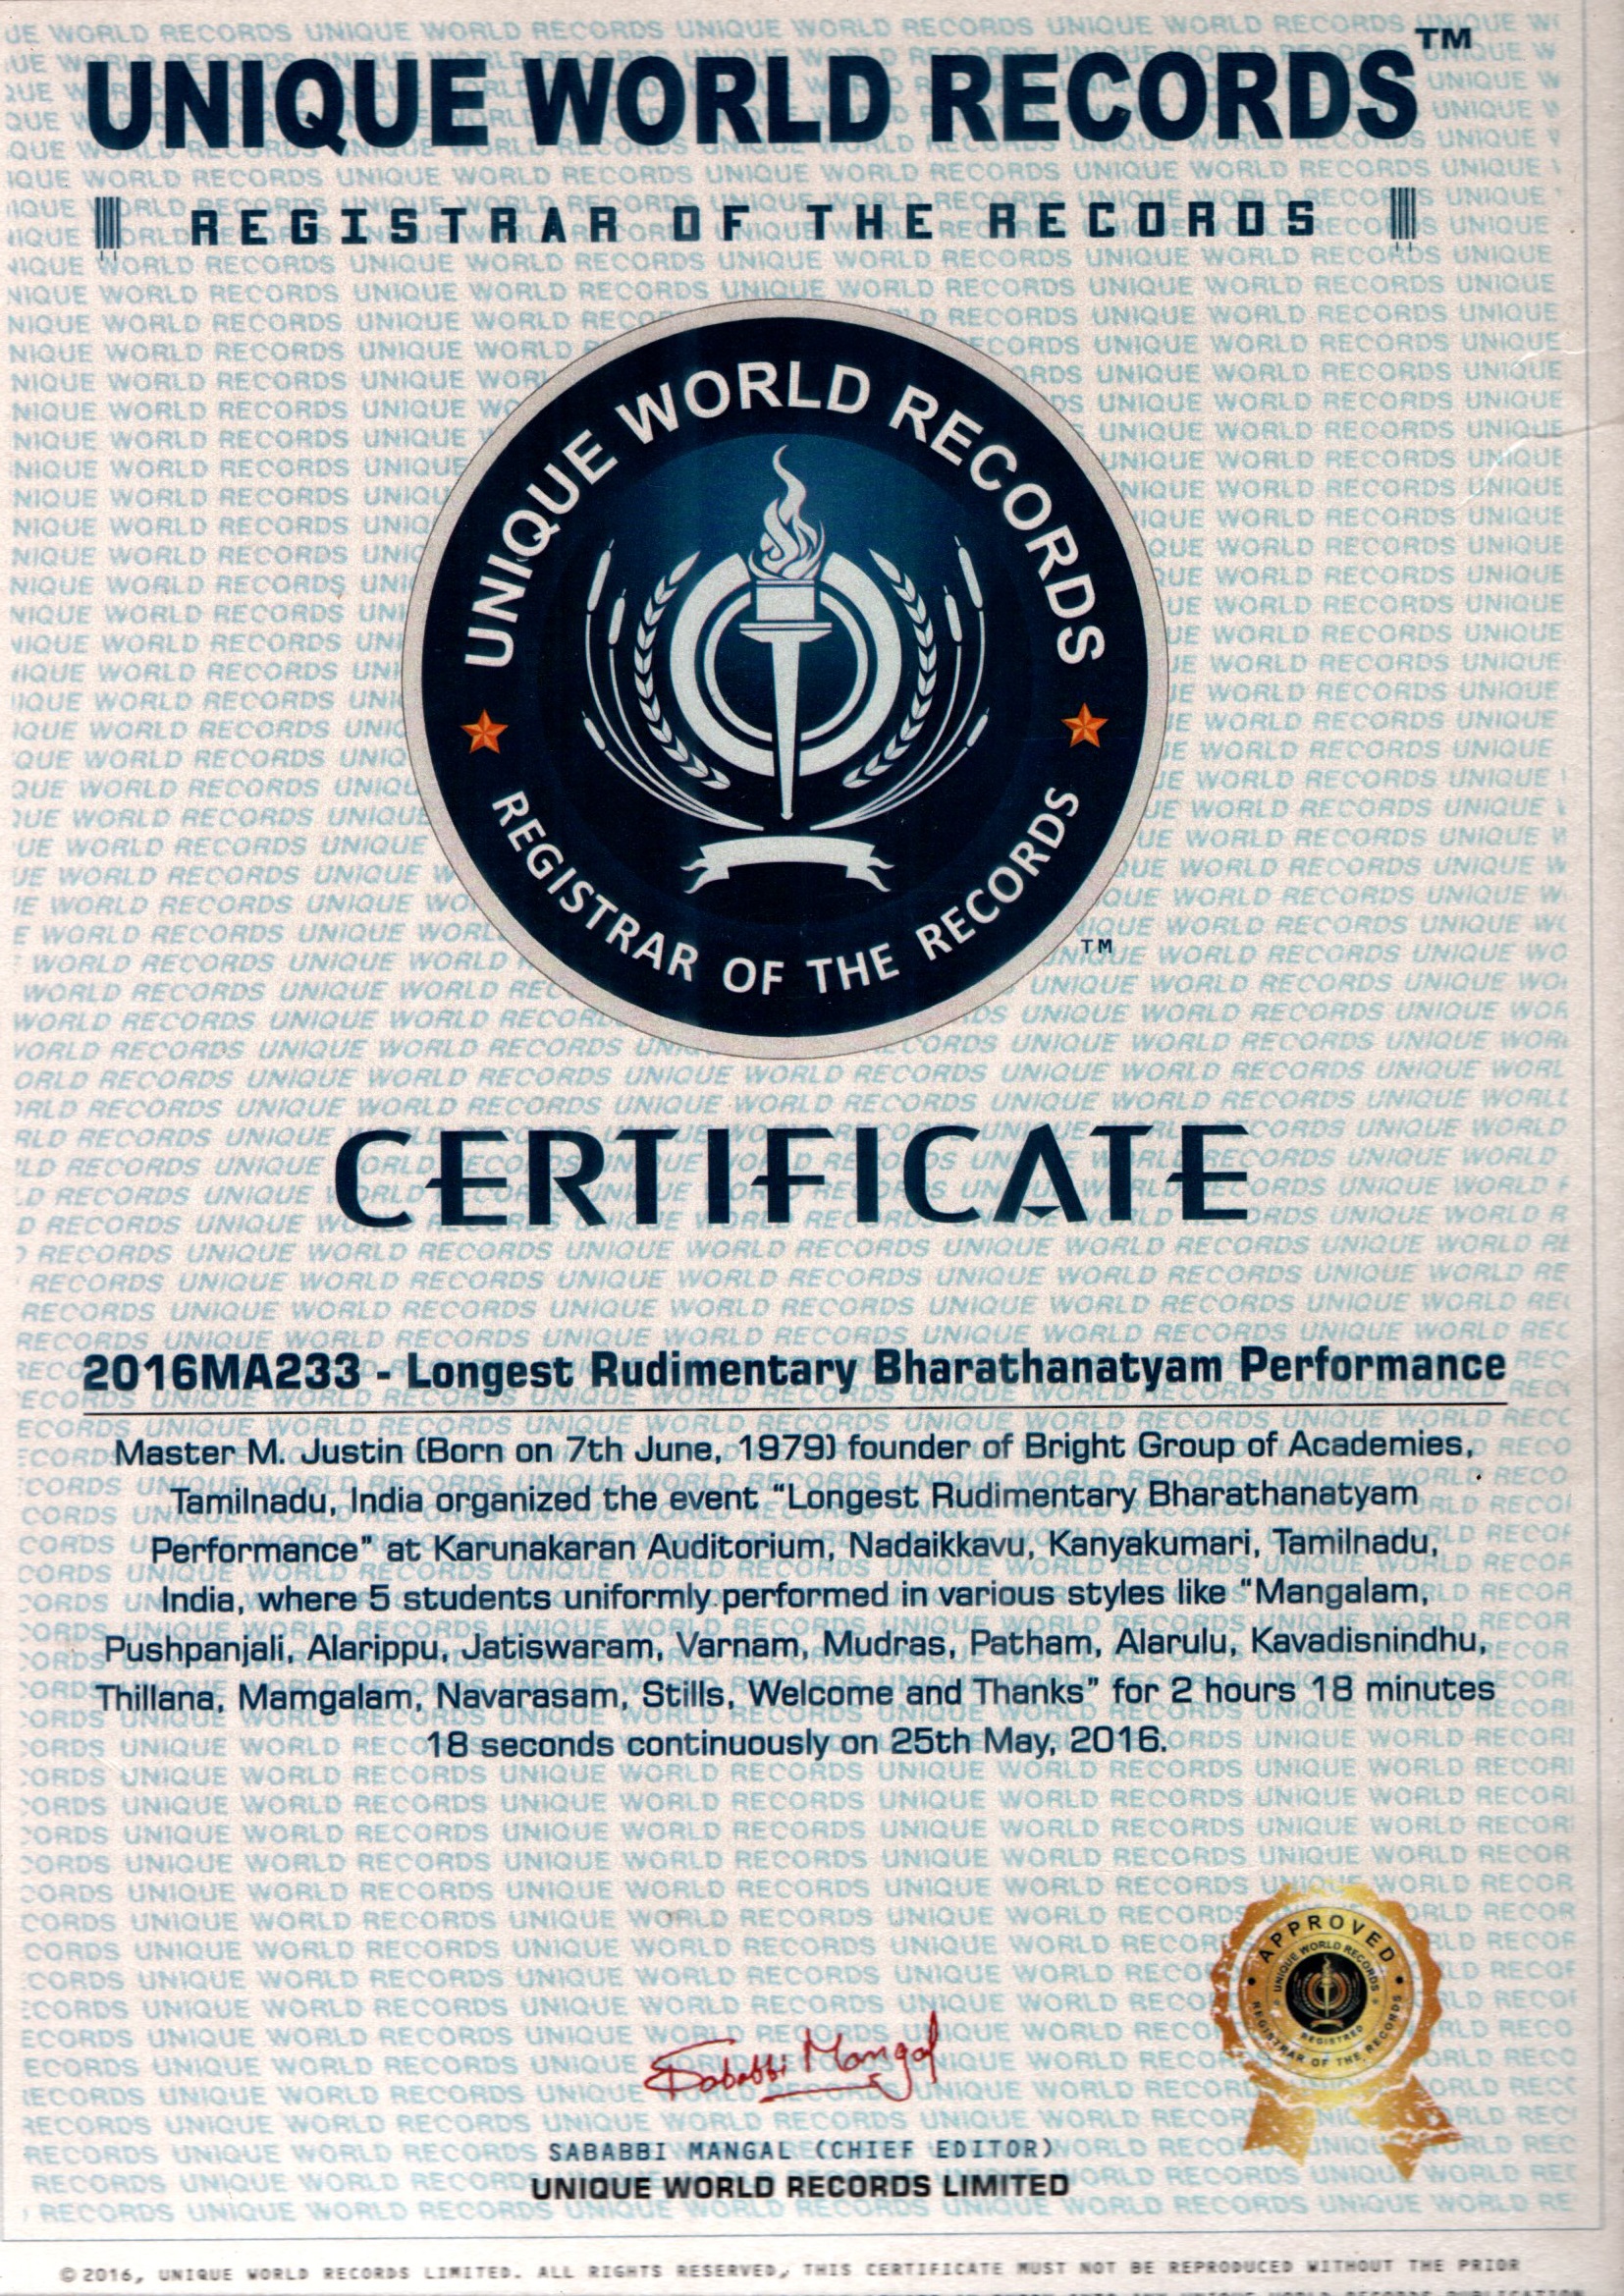 UNIQUE WORLD RECORDS™
REGISTRAR OF THE RECORDS
UNIQUE WORLD RECORDS
REGISTRAR OF THE RECORDS
TM
CERTIFICATE
2016MA233 - Longest Rudimentary Bharathanatyam Performance
Master M. Justin (Born on 7th June, 1979) founder of Bright Group of Academies,
Tamilnadu, India organized the event “Longest Rudimentary Bharathanatyam
Performance” at Karunakaran Auditorium, Nadaikkavu, Kanyakumari, Tamilnadu,
India, where 5 students uniformly performed in various styles like “Mangalam,
Pushpanjali, Alarippu, Jatiswaram, Varnam, Mudras, Patham, Alarulu, Kavadisnindhu,
Thillana, Mamgalam, Navarasam, Stills, Welcome and Thanks” for 2 hours 18 minutes
18 seconds continuously on 25th May, 2016.
APPROVED
UNIQUE WORLD RECORDS
REGISTRED
REGISTRAR OF THE RECORDS
Sababbi Mangal
SABABBI MANGAL (CHIEF EDITOR)
UNIQUE WORLD RECORDS LIMITED
©2016, UNIQUE WORLD RECORDS LIMITED. ALL RIGHTS RESERVED, THIS CERTIFICATE MUST NOT BE REPRODUCED WITHOUT THE PRIOR